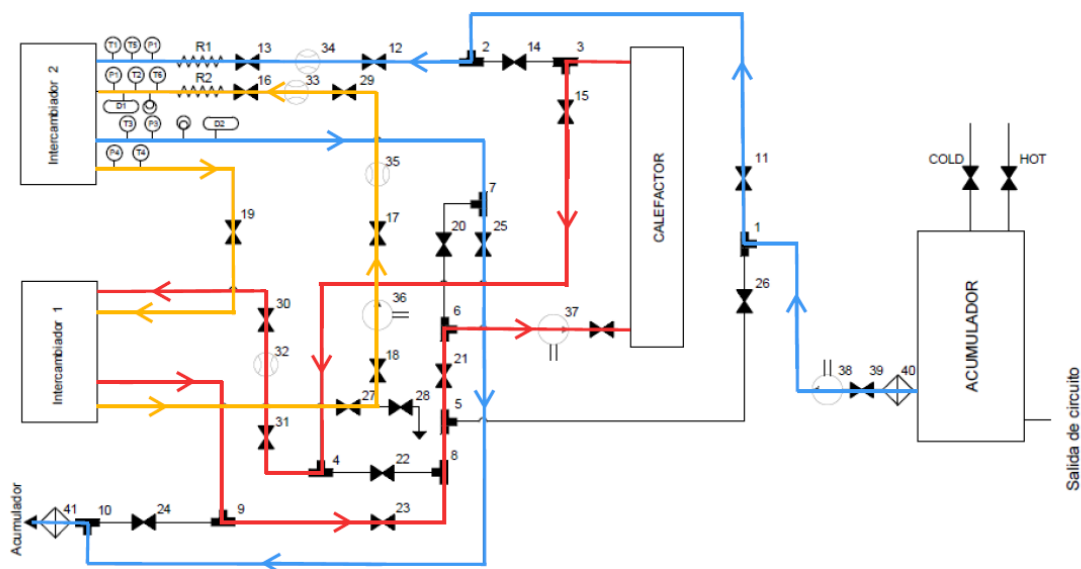 T1 T5 P1 R1 13 34 12 2 14 3
P1 T2 T6 R2 16 33 29 15
D1
T3 P3 D2
P4 T4
Intercambiador 2
35
7
11
COLD HOT
19 17 20 25
CALEFACTOR
1
26
Intercambiador 1
30 36 6 37
32 18 21
ACUMULADOR
38 39 40
27 28 5
31
4 22 8
Salida de circuito
Acumulador
41 10 24 9 23